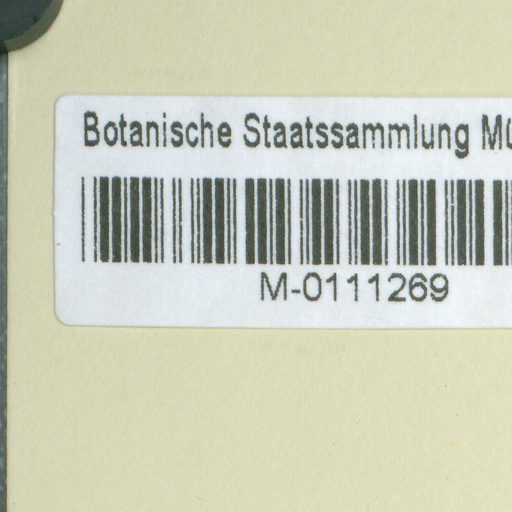 Botanische Staatssammlung Mü
M-0111269